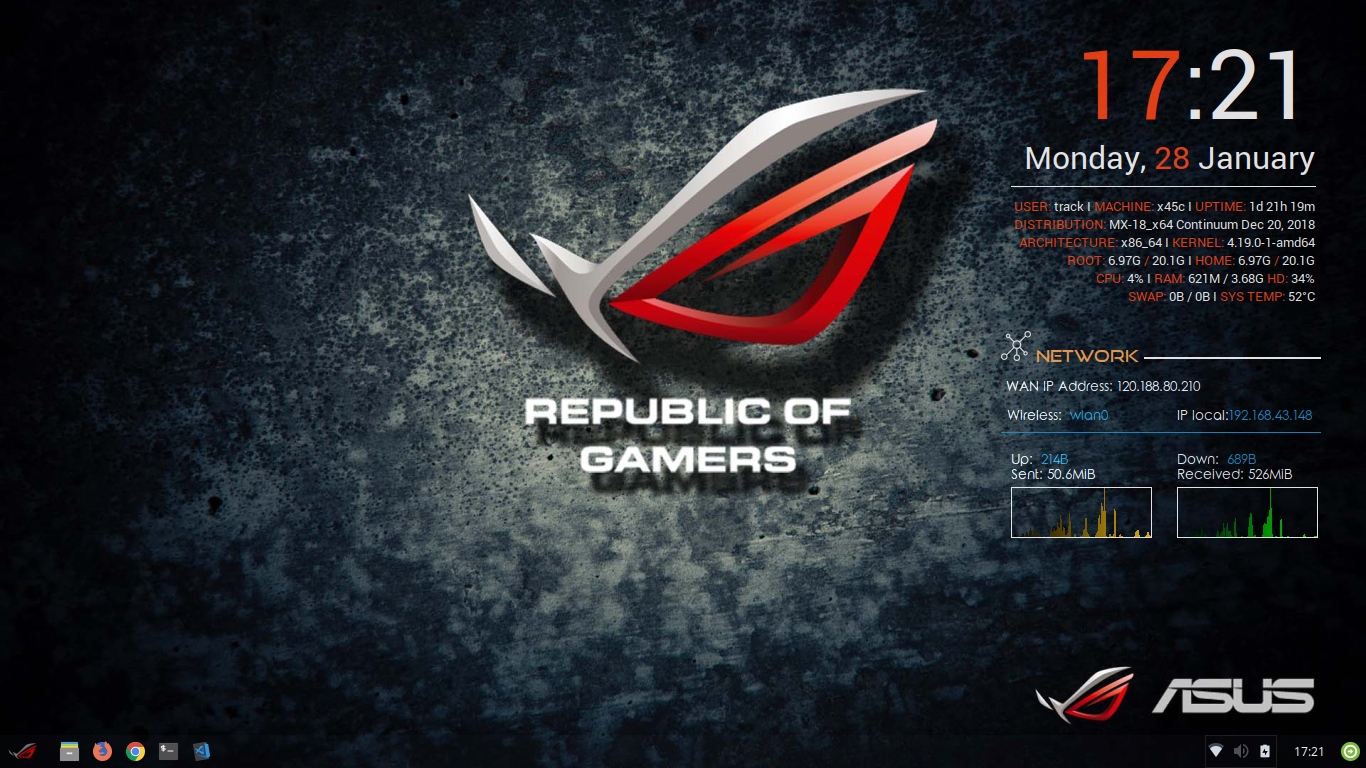 17:21
Monday, 28 January
USER: track I MACHINE: x45c I UPTIME: 1d 21h 19m
DISTRIBUTION: MX-18_x64 Continuum Dec 20, 2018
ARCHITECTURE: x86_64 I KERNEL: 4.19.0-1-amd64
ROOT: 6.97G / 20.1G I HOME: 6.97G / 20.1G
CPU: 4% I RAM: 621M / 3.68G HD: 34%
SWAP: 0B / 0B I SYS TEMP: 52°C
NETWORK
WAN IP Address: 120.188.80.210
Wireless: wlan0 IP local:192.168.43.148
REPUBLIC OF
GAMERS
Up: 214B Down: 689B
Sent: 50.6MiB Received: 526MiB
ASUS
17:21